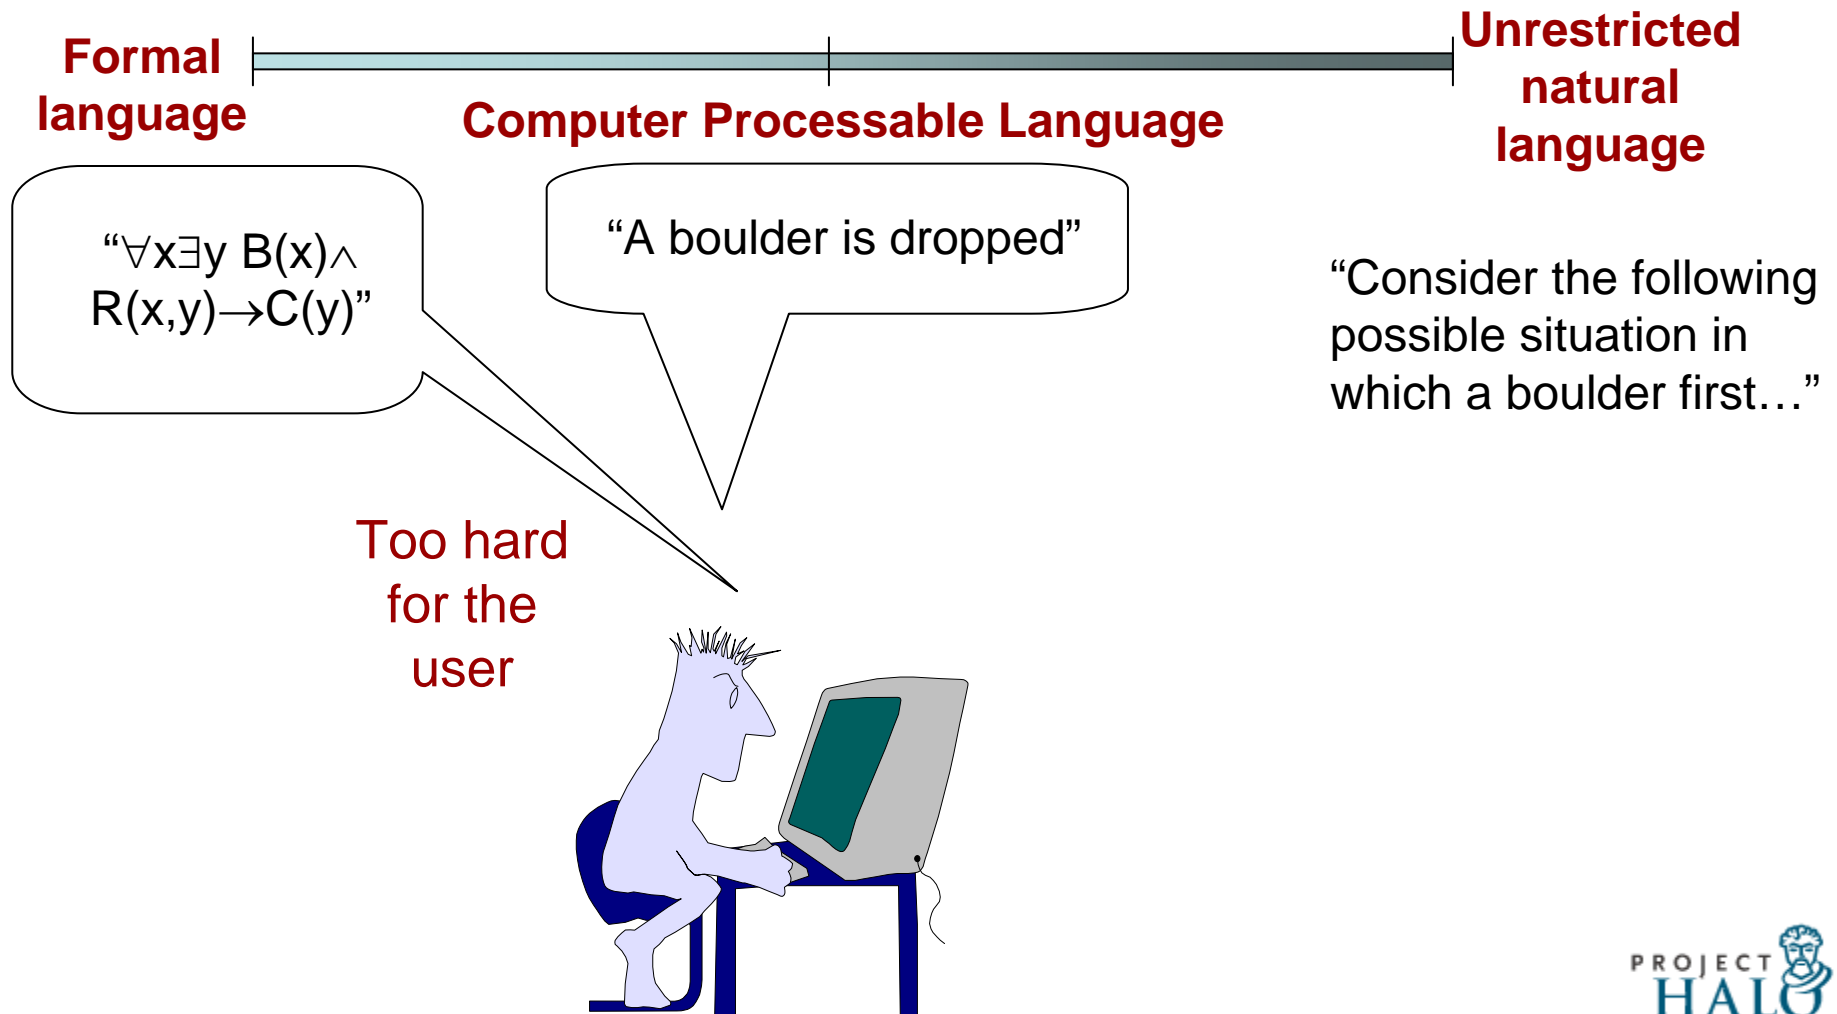 Formal
language
Computer Processable Language
Unrestricted
natural
language
“∀x∃y B(x)∧
R(x,y)→C(y)”
“A boulder is dropped”
“Consider the following
possible situation in
which a boulder first…”
Too hard
for the
user
PROJECT
HALO